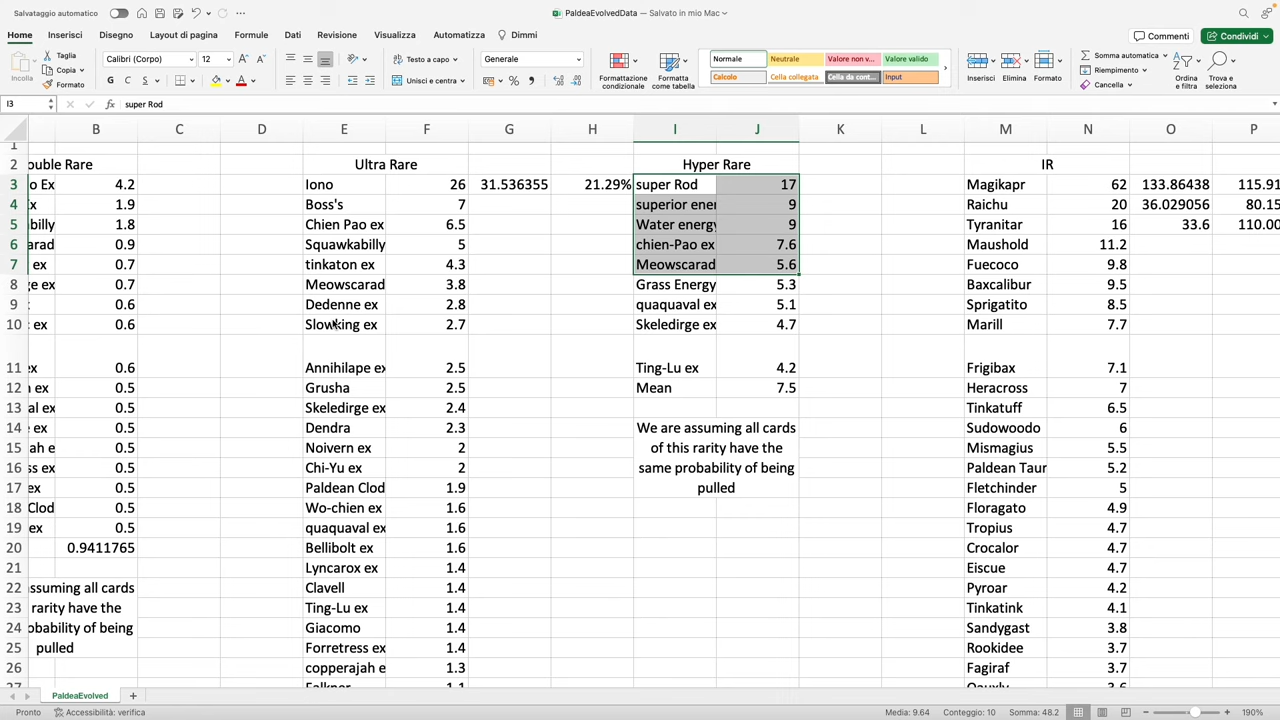 Salvataggio automatico
PaldeaEvolvedData — Salvato in mio Mac
Home Inserisci Disegno Layout di pagina Formule Dati Revisione Visualizza Automatizza Dimmi
Commenti Condividi
Incolla
Taglia
Copia
Formato
Calibri (Corpo) 12
G C S
Testo a capo
Unisci e centra
Generale
Formattazione condizionale
Formatta come tabella
Normale Neutrale Valore non v... Valore valido
Calcolo Cella collegata Cella da cont... Input
Inserisci Elimina Formato
Somma automatica
Riempimento
Cancella
Ordina e filtra
Trova e seleziona
I3 fx super Rod
B C D E F G H I J K L M N O P
1
2 ouble Rare Ultra Rare Hyper Rare IR
3 o Ex 4.2 Iono 26 31.536355 21.29% super Rod 17 Magikapr 62 133.86438 115.91
4 x 1.9 Boss's 7 superior ener 9 Raichu 20 36.029056 80.15
5 abilly 1.8 Chien Pao ex 6.5 Water energy 9 Tyranitar 16 33.6 110.00
6 arad 0.9 Squawkabilly 5 chien-Pao ex 7.6 Maushold 11.2
7 ex 0.7 tinkaton ex 4.3 Meowscarad 5.6 Fuecoco 9.8
8 ge ex 0.7 Meowscarad 3.8 Grass Energy 5.3 Baxcalibur 9.5
9 0.6 Dedenne ex 2.8 quaquaval ex 5.1 Sprigatito 8.5
10 ex 0.6 Slowking ex 2.7 Skeledirge ex 4.7 Marill 7.7
11 ex 0.6 Annihilape ex 2.5 Ting-Lu ex 4.2 Frigibax 7.1
12 n ex 0.5 Grusha 2.5 Mean 7.5 Heracross 7
13 al ex 0.5 Skeledirge ex 2.4 Tinkatuff 6.5
14 e ex 0.5 Dendra 2.3 We are assuming all cards Sudowoodo 6
15 ah e 0.5 Noivern ex 2 of this rarity have the Mismagius 5.5
16 ss ex 0.5 Chi-Yu ex 2 same probability of being Paldean Taur 5.2
17 ex 0.5 Paldean Clod 1.9 pulled Fletchinder 5
18 Clod 0.5 Wo-chien ex 1.6 Floragato 4.9
19 ex 0.5 quaquaval ex 1.6 Tropius 4.7
20 0.9411765 Bellibolt ex 1.6 Crocalor 4.7
21 Lyncarox ex 1.4 Eiscue 4.7
22 assuming all cards Clavell 1.4 Pyroar 4.2
23 rarity have the Ting-Lu ex 1.4 Tinkatink 4.1
24 obability of being Giacomo 1.4 Sandygast 3.8
25 pulled Forretress ex 1.4 Rookidee 3.7
26 copperajah e 1.3 Fagiraf 3.7
27 Falkner 1.1 Quaxly 3.6
PaldeaEvolved
Pronto Accessibilità: verifica Media: 9.64 Conteggio: 10 Somma: 48.2 190%